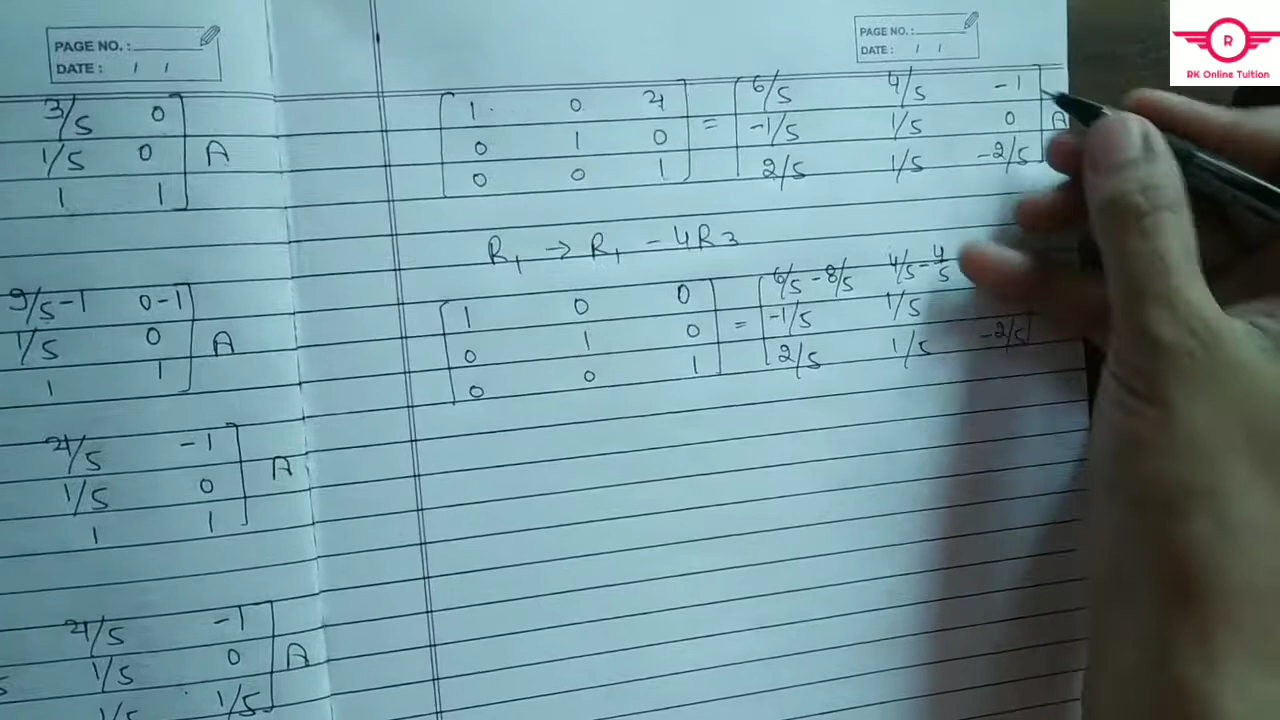 PAGE NO. :
DATE : / /
PAGE NO. :
DATE : / /
R
RK Online Tuition
3/5 0
1/5 0 A
1 1
9/5-1 0-1
1/5 0 A
1 1
4/5 -1
1/5 0 A
1 1
4/5 -1
1/5 0 A
1/5 1/5
1 0 4 = 6/5 4/5 -1
0 1 0 -1/5 1/5 0 A
0 0 1 2/5 1/5 -2/5
R1 → R1 - 4R3
1 0 0 = 6/5 - 8/5 4/5 - 4/5
0 1 0 -1/5 1/5
0 0 1 2/5 1/5 -2/5